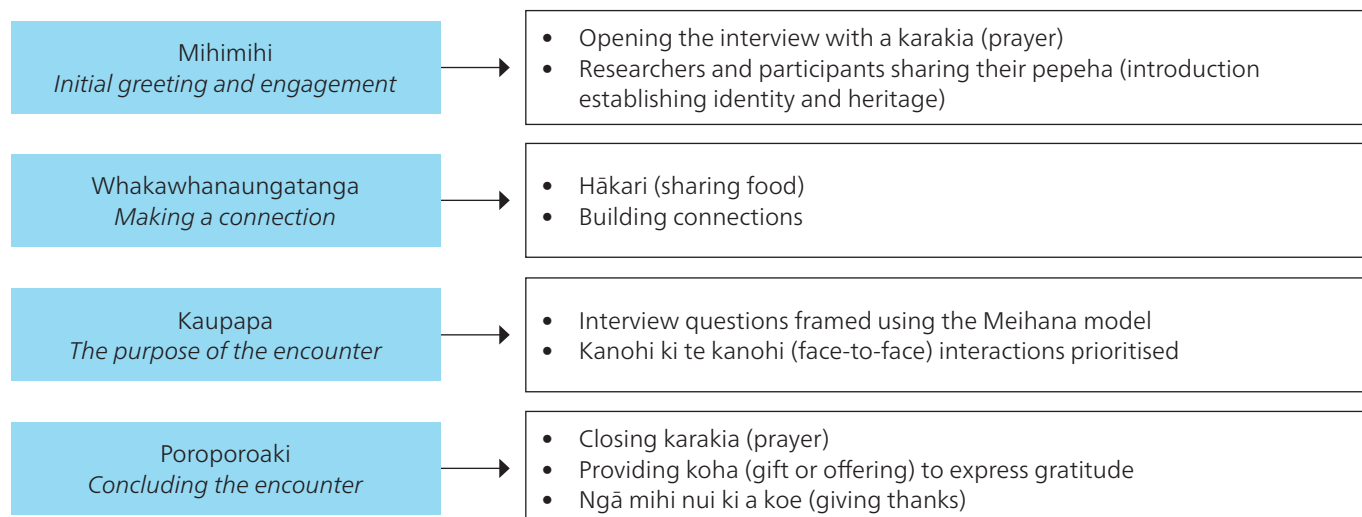 Mihimihi
Initial greeting and engagement
• Opening the interview with a karakia (prayer)
• Researchers and participants sharing their pepeha (introduction
establishing identity and heritage)
Whakawhanaungatanga
Making a connection
• Hākari (sharing food)
• Building connections
Kaupapa
The purpose of the encounter
• Interview questions framed using the Meihana model
• Kanohi ki te kanohi (face-to-face) interactions prioritised
Poroporoaki
Concluding the encounter
• Closing karakia (prayer)
• Providing koha (gift or offering) to express gratitude
• Ngā mihi nui ki a koe (giving thanks)